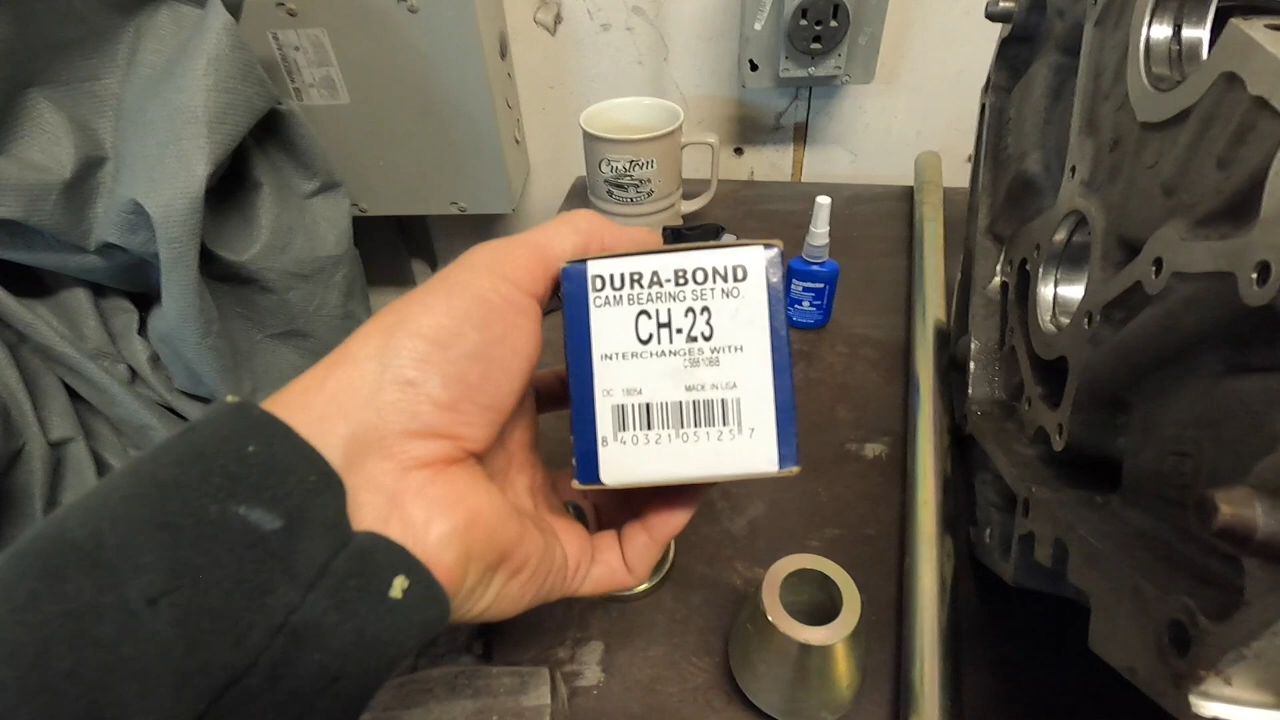 Custom
DURA-BOND
CAM BEARING SET NO.
CH-23
INTERCHANGES WITH
DC 18054 MADE IN USA
8 40321 05125 7